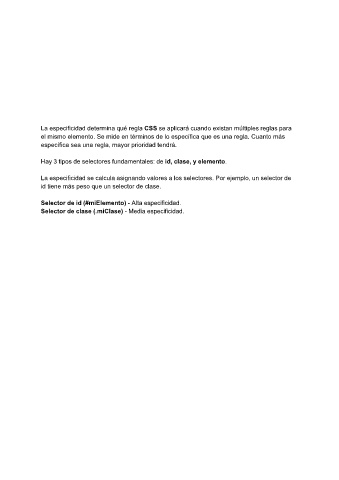 La especificidad determina qué regla CSS se aplicará cuando existan múltiples reglas para
el mismo elemento. Se mide en términos de lo específica que es una regla. Cuanto más
específica sea una regla, mayor prioridad tendrá.
Hay 3 tipos de selectores fundamentales: de id, clase, y elemento.
La especificidad se calcula asignando valores a los selectores. Por ejemplo, un selector de
id tiene más peso que un selector de clase.
Selector de id (#miElemento) - Alta especificidad.
Selector de clase (.miClase) - Media especificidad.